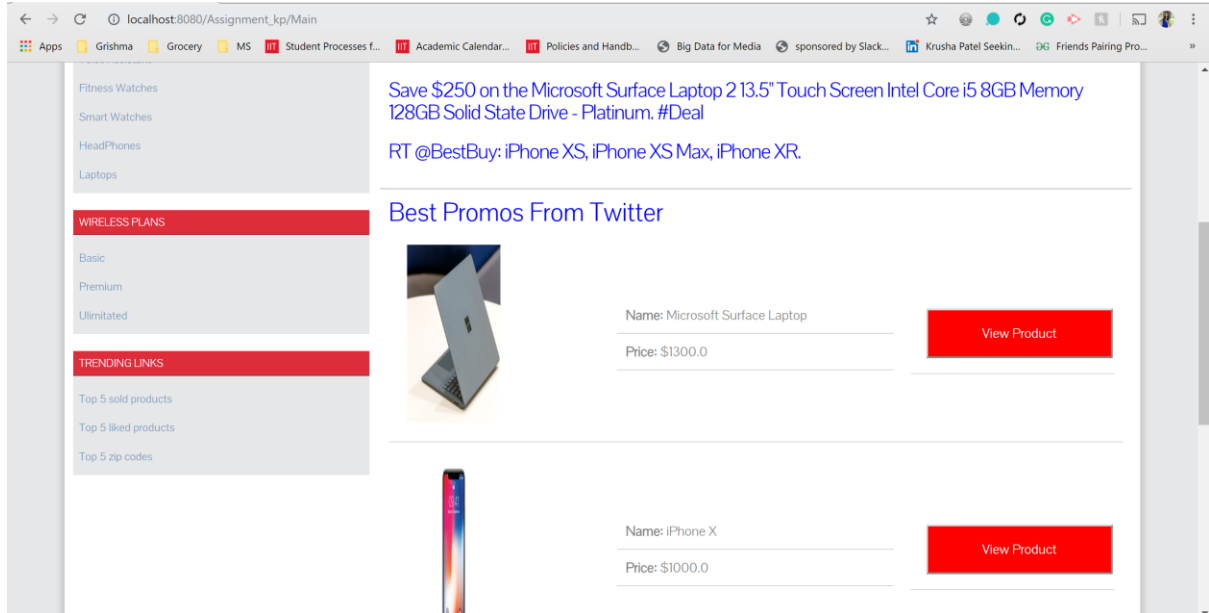 localhost:8080/Assignment_kp/Main
Apps
Grishma
Grocery
MS
IIT Student Processes f...
IIT Academic Calendar...
IIT Policies and Handb...
Big Data for Media
sponsored by Slack...
in Krusha Patel Seekin...
GG Friends Pairing Pro...
»
Fitness Watches
Smart Watches
HeadPhones
Laptops
WIRELESS PLANS
Basic
Premium
Ulimitated
TRENDING LINKS
Top 5 sold products
Top 5 liked products
Top 5 zip codes
Save $250 on the Microsoft Surface Laptop 2 13.5" Touch Screen Intel Core i5 8GB Memory
128GB Solid State Drive - Platinum. #Deal
RT @BestBuy: iPhone XS, iPhone XS Max, iPhone XR.
Best Promos From Twitter
Name: Microsoft Surface Laptop
Price: $1300.0
View Product
Name: iPhone X
Price: $1000.0
View Product